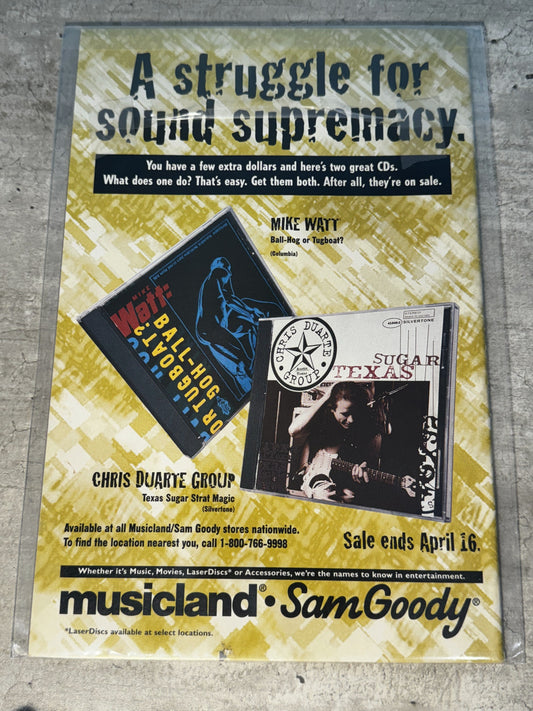 A struggle for
sound supremacy.
You have a few extra dollars and here's two great CDs.
What does one do? That's easy. Get them both. After all, they're on sale.
MIKE WATT
Ball-Hog or Tugboat?
(Columbia)
MIKE
Watt:
BALL-HOG
OR TUGBOAT?
CHRIS DUARTE
GROUP
STEREO
SILVERTONE
SUGAR
TEXAS
CHRIS DUARTE GROUP
Texas Sugar Strat Magic
(Silvertone)
Available at all Musicland/Sam Goody stores nationwide.
To find the location nearest you, call 1-800-766-9998
Sale ends April 16.
Whether it's Music, Movies, LaserDiscs* or Accessories, we're the names to know in entertainment.
musicland® • Sam Goody®
*LaserDiscs available at select locations.